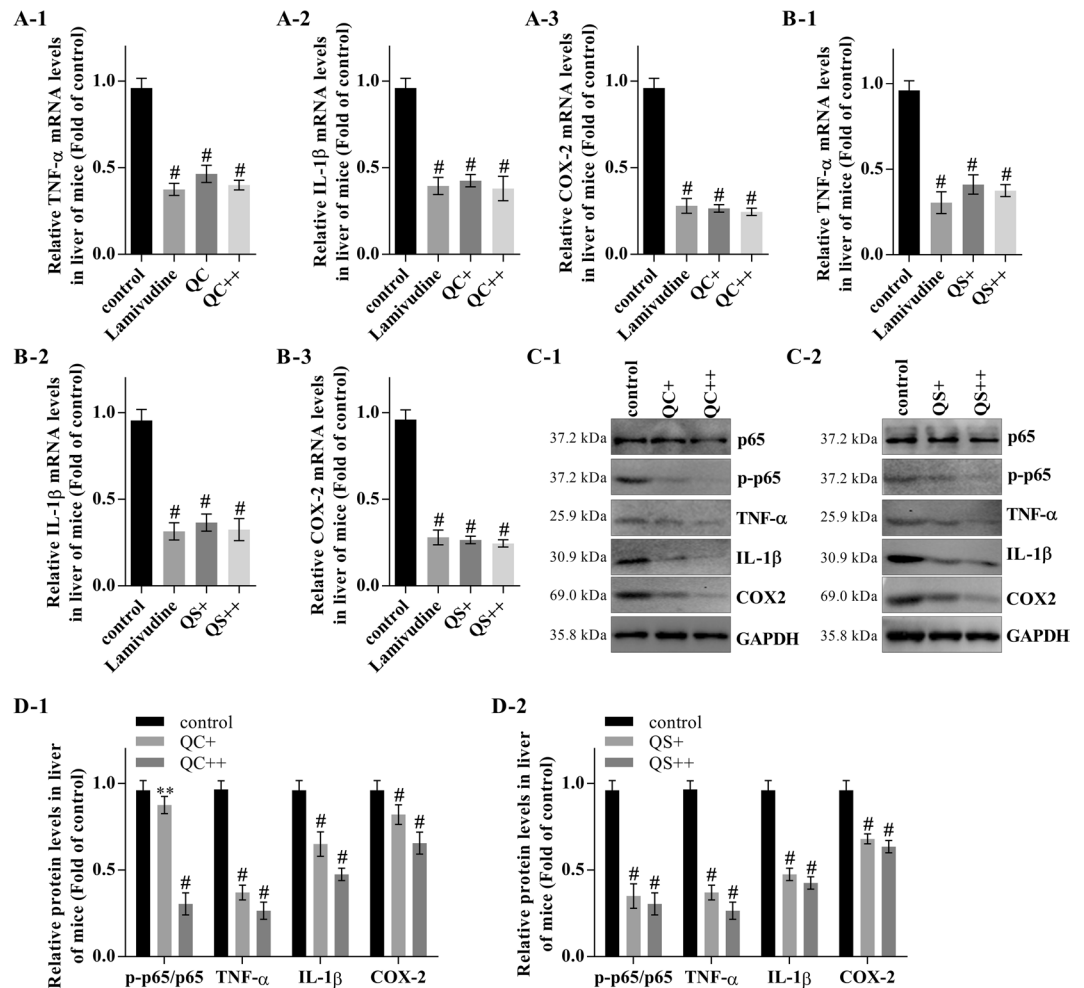 A-1
Relative TNF-α mRNA levels
in liver of mice (Fold of control)
1.0
0.5
0.0
#
#
#
control
Lamivudine
QC
QC++
A-2
Relative IL-1β mRNA levels
in liver of mice (Fold of control)
1.0
0.5
0.0
#
#
#
control
Lamivudine
QC+
QC++
A-3
Relative COX-2 mRNA levels
in liver of mice (Fold of control)
1.0
0.5
0.0
#
#
#
control
Lamivudine
QC+
QC++
B-1
Relative TNF-α mRNA levels
in liver of mice (Fold of control)
1.0
0.5
0.0
#
#
#
control
Lamivudine
QS+
QS++
B-2
Relative IL-1β mRNA levels
in liver of mice (Fold of control)
1.0
0.5
0.0
#
#
#
control
Lamivudine
QS+
QS++
B-3
Relative COX-2 mRNA levels
in liver of mice (Fold of control)
1.0
0.5
0.0
#
#
#
control
Lamivudine
QS+
QS++
C-1
control
QC+
QC++
37.2 kDa p65
37.2 kDa p-p65
25.9 kDa TNF-α
30.9 kDa IL-1β
69.0 kDa COX2
35.8 kDa GAPDH
C-2
control
QS+
QS++
37.2 kDa p65
37.2 kDa p-p65
25.9 kDa TNF-α
30.9 kDa IL-1β
69.0 kDa COX2
35.8 kDa GAPDH
D-1
control
QC+
QC++
Relative protein levels in liver
of mice (Fold of control)
1.0
0.5
0.0
**
#
#
#
#
#
#
#
p-p65/p65 TNF-α IL-1β COX-2
D-2
control
QS+
QS++
Relative protein levels in liver
of mice (Fold of control)
1.0
0.5
0.0
#
#
#
#
#
#
#
#
p-p65/p65 TNF-α IL-1β COX-2